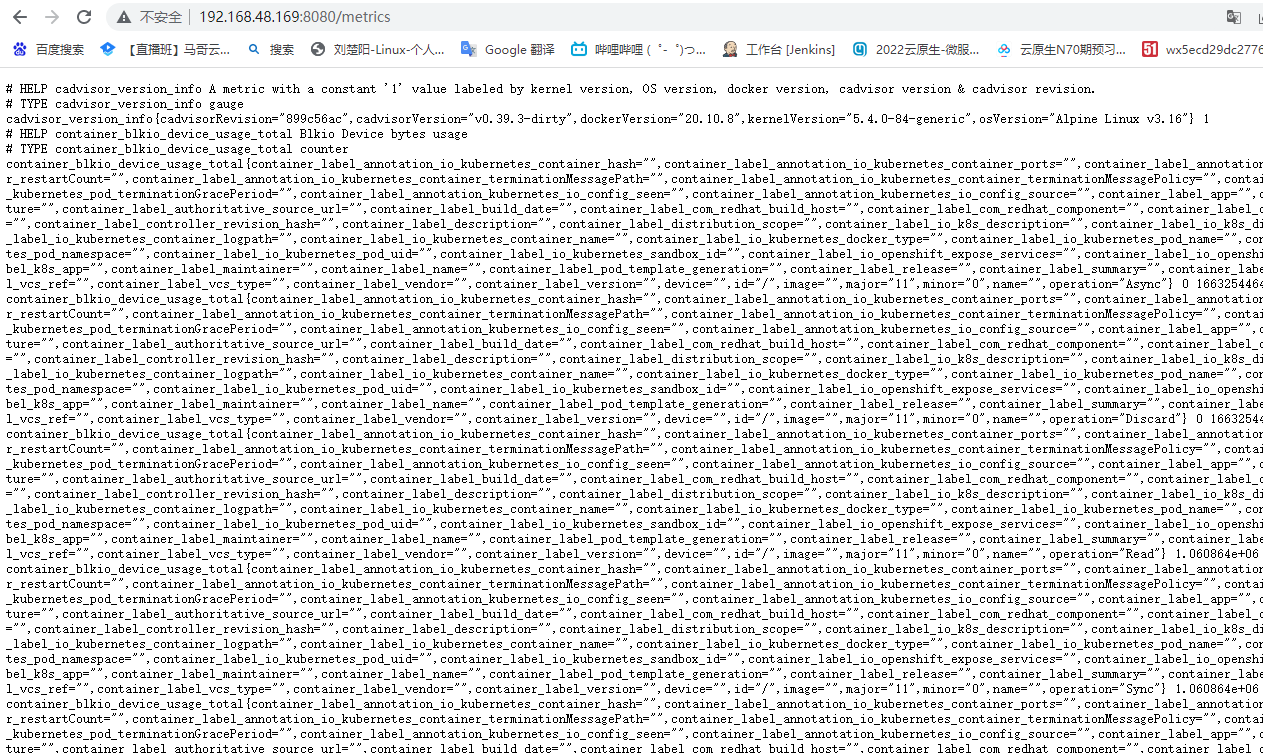 不安全 192.168.48.169:8080/metrics
百度搜索 【直播班】马哥云... 搜索 刘楚阳-Linux-个人... Google 翻译 哔哩哔哩 ( ゜- ゜)つ... 工作台 [Jenkins] 2022云原生-微服... 云原生N70期预习... 51 wx5ecd29dc2776
# HELP cadvisor_version_info A metric with a constant '1' value labeled by kernel version, OS version, docker version, cadvisor version & cadvisor revision.
# TYPE cadvisor_version_info gauge
cadvisor_version_info{cadvisorRevision="899c56ac",cadvisorVersion="v0.39.3-dirty",dockerVersion="20.10.8",kernelVersion="5.4.0-84-generic",osVersion="Alpine Linux v3.16"} 1
# HELP container_blkio_device_usage_total Blkio Device bytes usage
# TYPE container_blkio_device_usage_total counter
container_blkio_device_usage_total{container_label_annotation_io_kubernetes_container_hash="",container_label_annotation_io_kubernetes_container_ports="",container_label_annotation
r_restartCount="",container_label_annotation_io_kubernetes_container_terminationMessagePath="",container_label_annotation_io_kubernetes_container_terminationMessagePolicy="",contai
_kubernetes_pod_terminationGracePeriod="",container_label_annotation_kubernetes_io_config_seen="",container_label_annotation_kubernetes_io_config_source="",container_label_app="",c
ture="",container_label_authoritative_source_url="",container_label_build_date="",container_label_com_redhat_build_host="",container_label_com_redhat_component="",container_label_c
="",container_label_controller_revision_hash="",container_label_description="",container_label_distribution_scope="",container_label_io_k8s_description="",container_label_io_k8s_di
_label_io_kubernetes_container_logpath="",container_label_io_kubernetes_container_name="",container_label_io_kubernetes_docker_type="",container_label_io_kubernetes_pod_name="",con
tes_pod_namespace="",container_label_io_kubernetes_pod_uid="",container_label_io_kubernetes_sandbox_id="",container_label_io_openshift_expose_services="",container_label_io_openshi
bel_k8s_app="",container_label_maintainer="",container_label_name="",container_label_pod_template_generation="",container_label_release="",container_label_summary="",container_labe
l_vcs_ref="",container_label_vcs_type="",container_label_vendor="",container_label_version="",device="",id="/",image="",major="11",minor="0",name="",operation="Async"} 0 1663254464
container_blkio_device_usage_total{container_label_annotation_io_kubernetes_container_hash="",container_label_annotation_io_kubernetes_container_ports="",container_label_annotation
r_restartCount="",container_label_annotation_io_kubernetes_container_terminationMessagePath="",container_label_annotation_io_kubernetes_container_terminationMessagePolicy="",contai
_kubernetes_pod_terminationGracePeriod="",container_label_annotation_kubernetes_io_config_seen="",container_label_annotation_kubernetes_io_config_source="",container_label_app="",c
ture="",container_label_authoritative_source_url="",container_label_build_date="",container_label_com_redhat_build_host="",container_label_com_redhat_component="",container_label_c
="",container_label_controller_revision_hash="",container_label_description="",container_label_distribution_scope="",container_label_io_k8s_description="",container_label_io_k8s_di
_label_io_kubernetes_container_logpath="",container_label_io_kubernetes_container_name="",container_label_io_kubernetes_docker_type="",container_label_io_kubernetes_pod_name="",con
tes_pod_namespace="",container_label_io_kubernetes_pod_uid="",container_label_io_kubernetes_sandbox_id="",container_label_io_openshift_expose_services="",container_label_io_openshi
bel_k8s_app="",container_label_maintainer="",container_label_name="",container_label_pod_template_generation="",container_label_release="",container_label_summary="",container_labe
l_vcs_ref="",container_label_vcs_type="",container_label_vendor="",container_label_version="",device="",id="/",image="",major="11",minor="0",name="",operation="Discard"} 0 16632544
container_blkio_device_usage_total{container_label_annotation_io_kubernetes_container_hash="",container_label_annotation_io_kubernetes_container_ports="",container_label_annotation
r_restartCount="",container_label_annotation_io_kubernetes_container_terminationMessagePath="",container_label_annotation_io_kubernetes_container_terminationMessagePolicy="",contai
_kubernetes_pod_terminationGracePeriod="",container_label_annotation_kubernetes_io_config_seen="",container_label_annotation_kubernetes_io_config_source="",container_label_app="",c
ture="",container_label_authoritative_source_url="",container_label_build_date="",container_label_com_redhat_build_host="",container_label_com_redhat_component="",container_label_c
="",container_label_controller_revision_hash="",container_label_description="",container_label_distribution_scope="",container_label_io_k8s_description="",container_label_io_k8s_di
_label_io_kubernetes_container_logpath="",container_label_io_kubernetes_container_name="",container_label_io_kubernetes_docker_type="",container_label_io_kubernetes_pod_name="",con
tes_pod_namespace="",container_label_io_kubernetes_pod_uid="",container_label_io_kubernetes_sandbox_id="",container_label_io_openshift_expose_services="",container_label_io_openshi
bel_k8s_app="",container_label_maintainer="",container_label_name="",container_label_pod_template_generation="",container_label_release="",container_label_summary="",container_labe
l_vcs_ref="",container_label_vcs_type="",container_label_vendor="",container_label_version="",device="",id="/",image="",major="11",minor="0",name="",operation="Read"} 1.060864e+06
container_blkio_device_usage_total{container_label_annotation_io_kubernetes_container_hash="",container_label_annotation_io_kubernetes_container_ports="",container_label_annotation
r_restartCount="",container_label_annotation_io_kubernetes_container_terminationMessagePath="",container_label_annotation_io_kubernetes_container_terminationMessagePolicy="",contai
_kubernetes_pod_terminationGracePeriod="",container_label_annotation_kubernetes_io_config_seen="",container_label_annotation_kubernetes_io_config_source="",container_label_app="",c
ture="",container_label_authoritative_source_url="",container_label_build_date="",container_label_com_redhat_build_host="",container_label_com_redhat_component="",container_label_c
="",container_label_controller_revision_hash="",container_label_description="",container_label_distribution_scope="",container_label_io_k8s_description="",container_label_io_k8s_di
_label_io_kubernetes_container_logpath="",container_label_io_kubernetes_container_name="",container_label_io_kubernetes_docker_type="",container_label_io_kubernetes_pod_name="",con
tes_pod_namespace="",container_label_io_kubernetes_pod_uid="",container_label_io_kubernetes_sandbox_id="",container_label_io_openshift_expose_services="",container_label_io_openshi
bel_k8s_app="",container_label_maintainer="",container_label_name="",container_label_pod_template_generation="",container_label_release="",container_label_summary="",container_labe
l_vcs_ref="",container_label_vcs_type="",container_label_vendor="",container_label_version="",device="",id="/",image="",major="11",minor="0",name="",operation="Sync"} 1.060864e+06
container_blkio_device_usage_total{container_label_annotation_io_kubernetes_container_hash="",container_label_annotation_io_kubernetes_container_ports="",container_label_annotation
r_restartCount="",container_label_annotation_io_kubernetes_container_terminationMessagePath="",container_label_annotation_io_kubernetes_container_terminationMessagePolicy="",contai
_kubernetes_pod_terminationGracePeriod="",container_label_annotation_kubernetes_io_config_seen="",container_label_annotation_kubernetes_io_config_source="",container_label_app="",c
ture="",container_label_authoritative_source_url="",container_label_build_date="",container_label_com_redhat_build_host="",container_label_com_redhat_component="",container_label_c